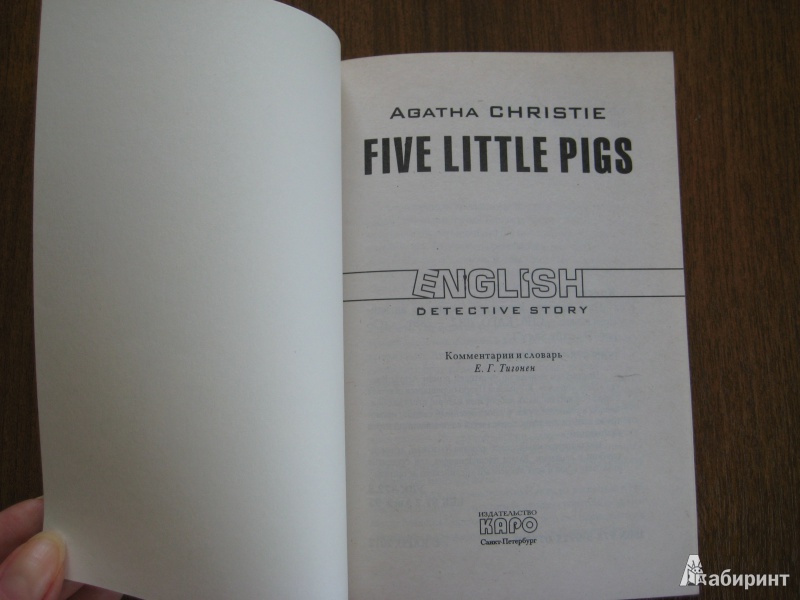 AGATHA CHRISTIE
FIVE LITTLE PIGS
ENGLISH
DETECTIVE STORY
Комментарии и словарь
Е. Г. Тигонен
ИЗДАТЕЛЬСТВО
КАРО
Санкт-Петербург
Лабиринт